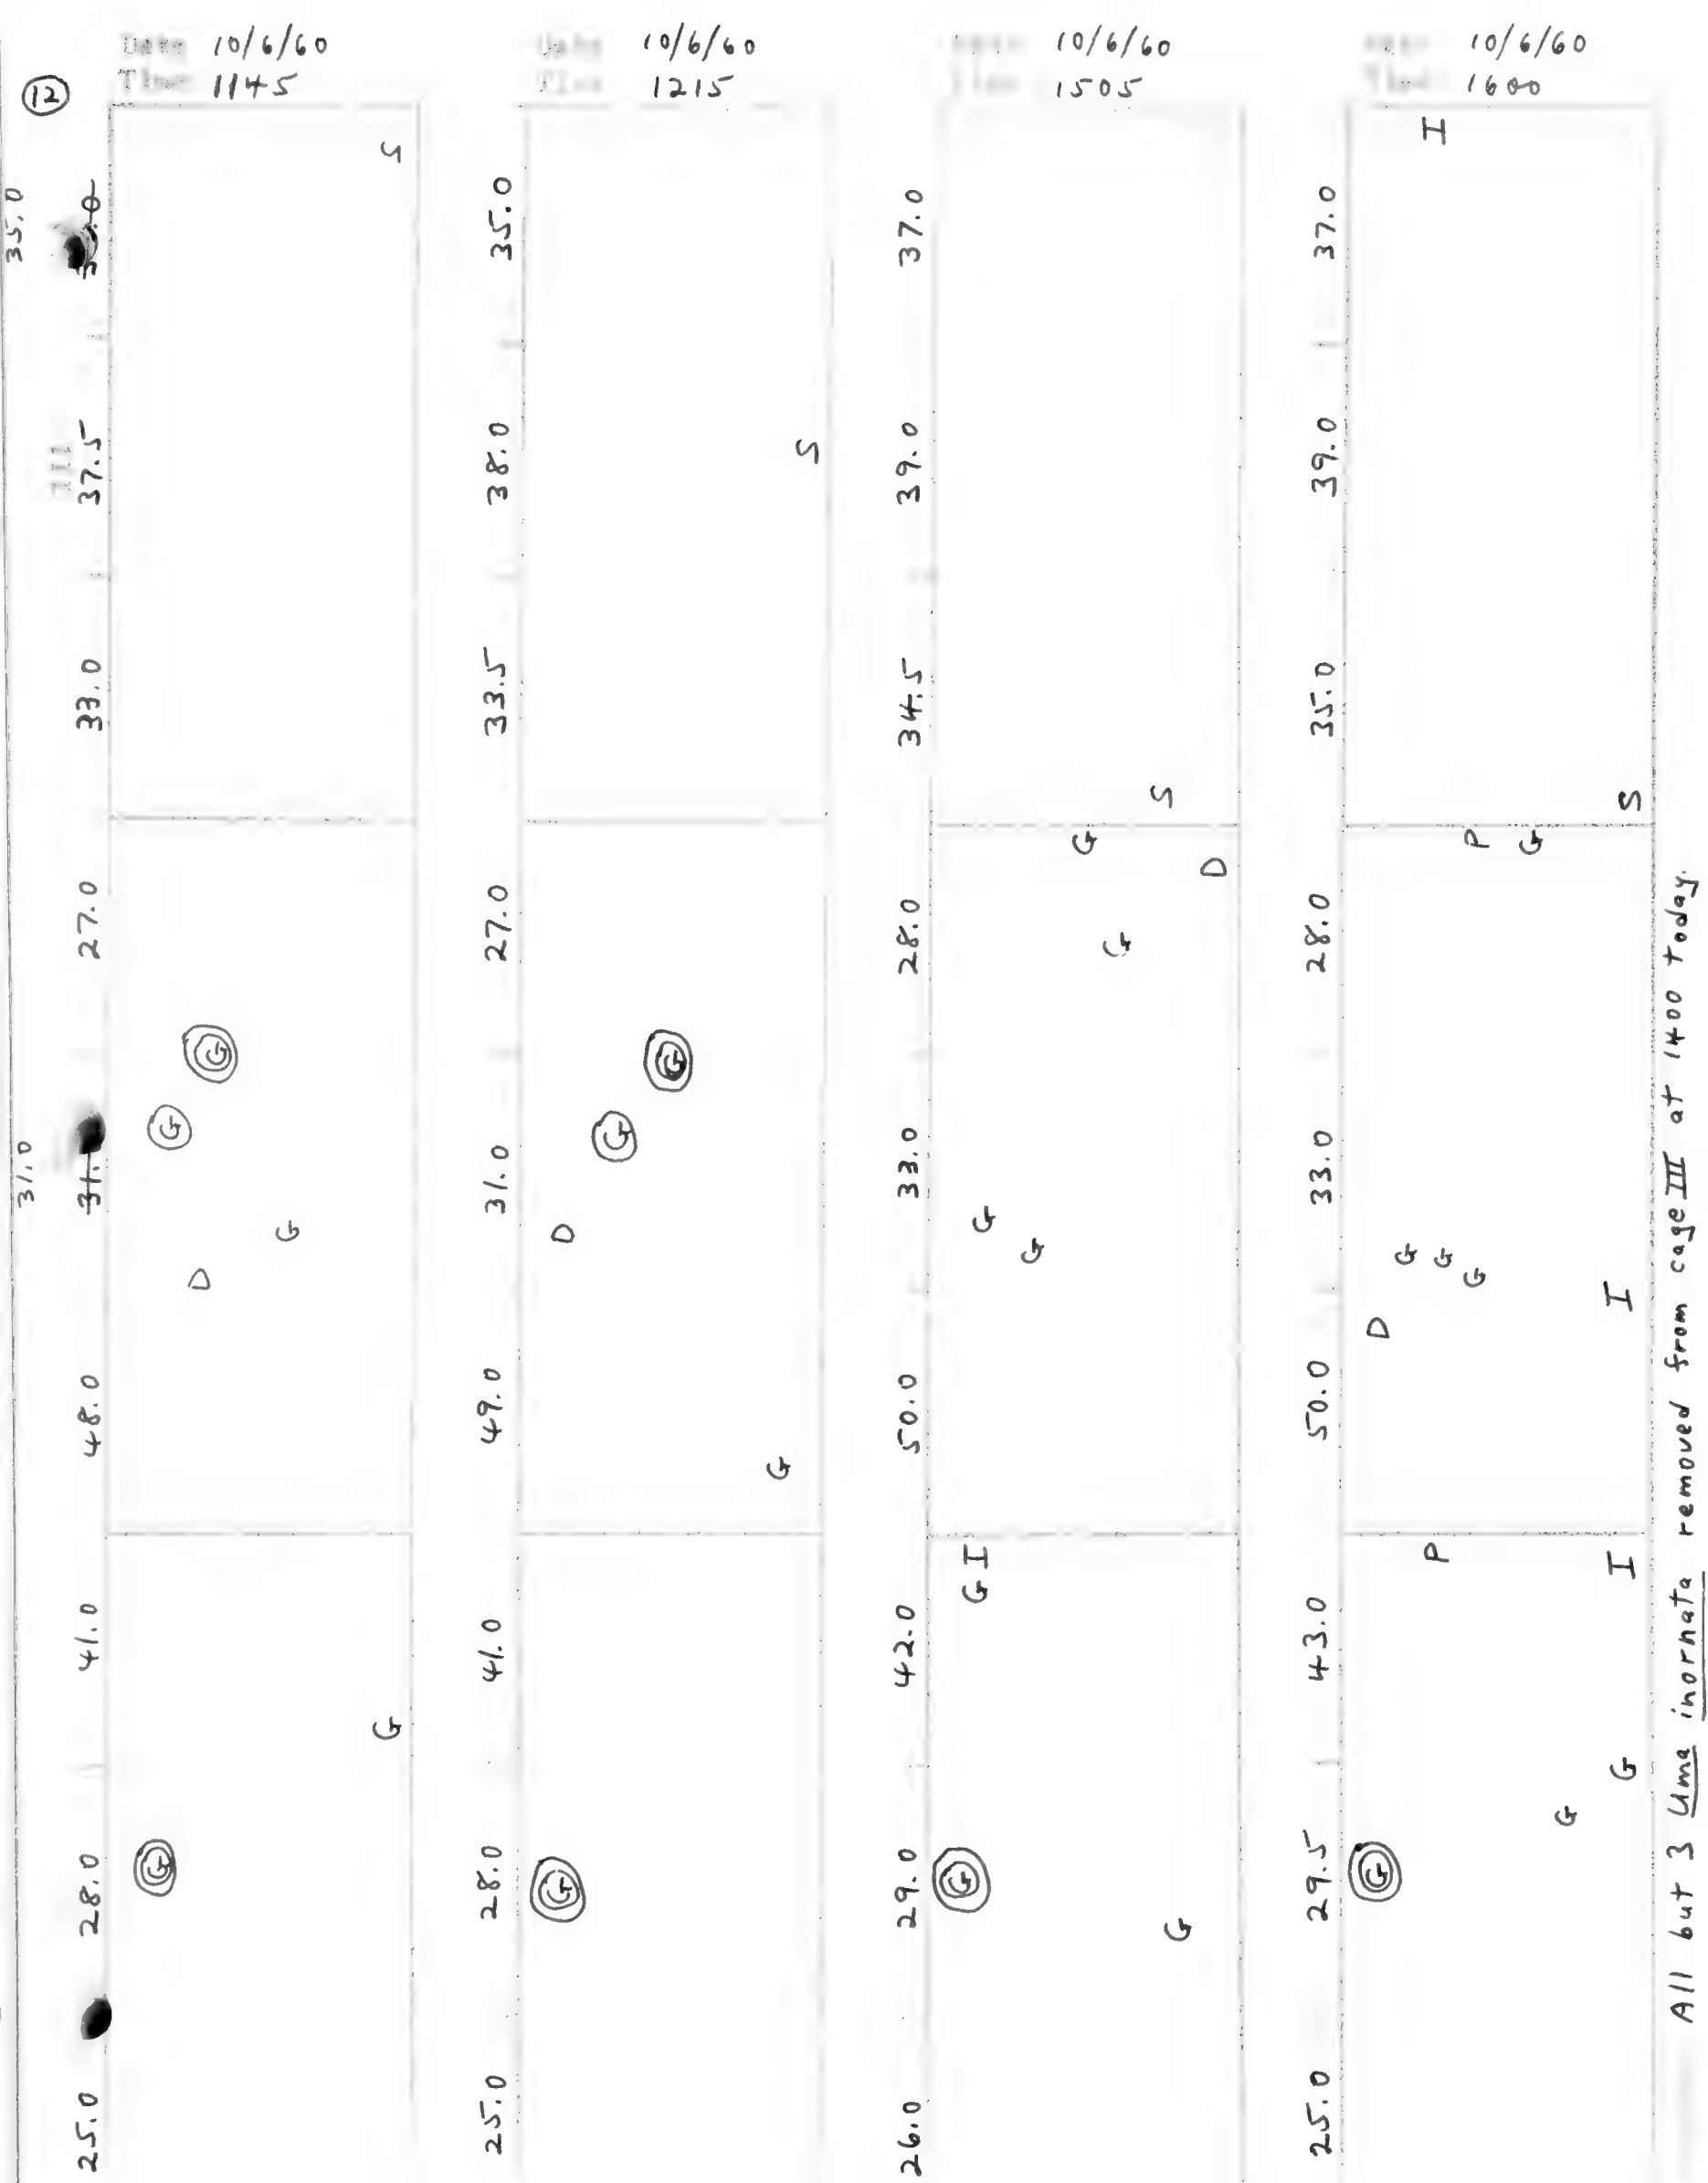 12
Date 10/6/60
Time 1145
35.0
37.5
33.0
27.0
31.0
31.
48.0
41.0
28.0
25.0
S
G
G
G
D
G
G
Date 10/6/60
Time 1215
35.0
38.0
33.5
27.0
31.0
49.0
41.0
28.0
25.0
S
G
G
D
G
G
10/6/60
1505
37.0
39.0
34.5
28.0
33.0
50.0
42.0
29.0
26.0
S
G
D
G
G
G
G I
G
G
10/6/60
1600
37.0
39.0
35.0
28.0
33.0
50.0
43.0
29.5
25.0
I
S
P G
G G G
I
D
P
I
G
G
G
All but 3 Uma inornata removed from cage III at 1400 today.